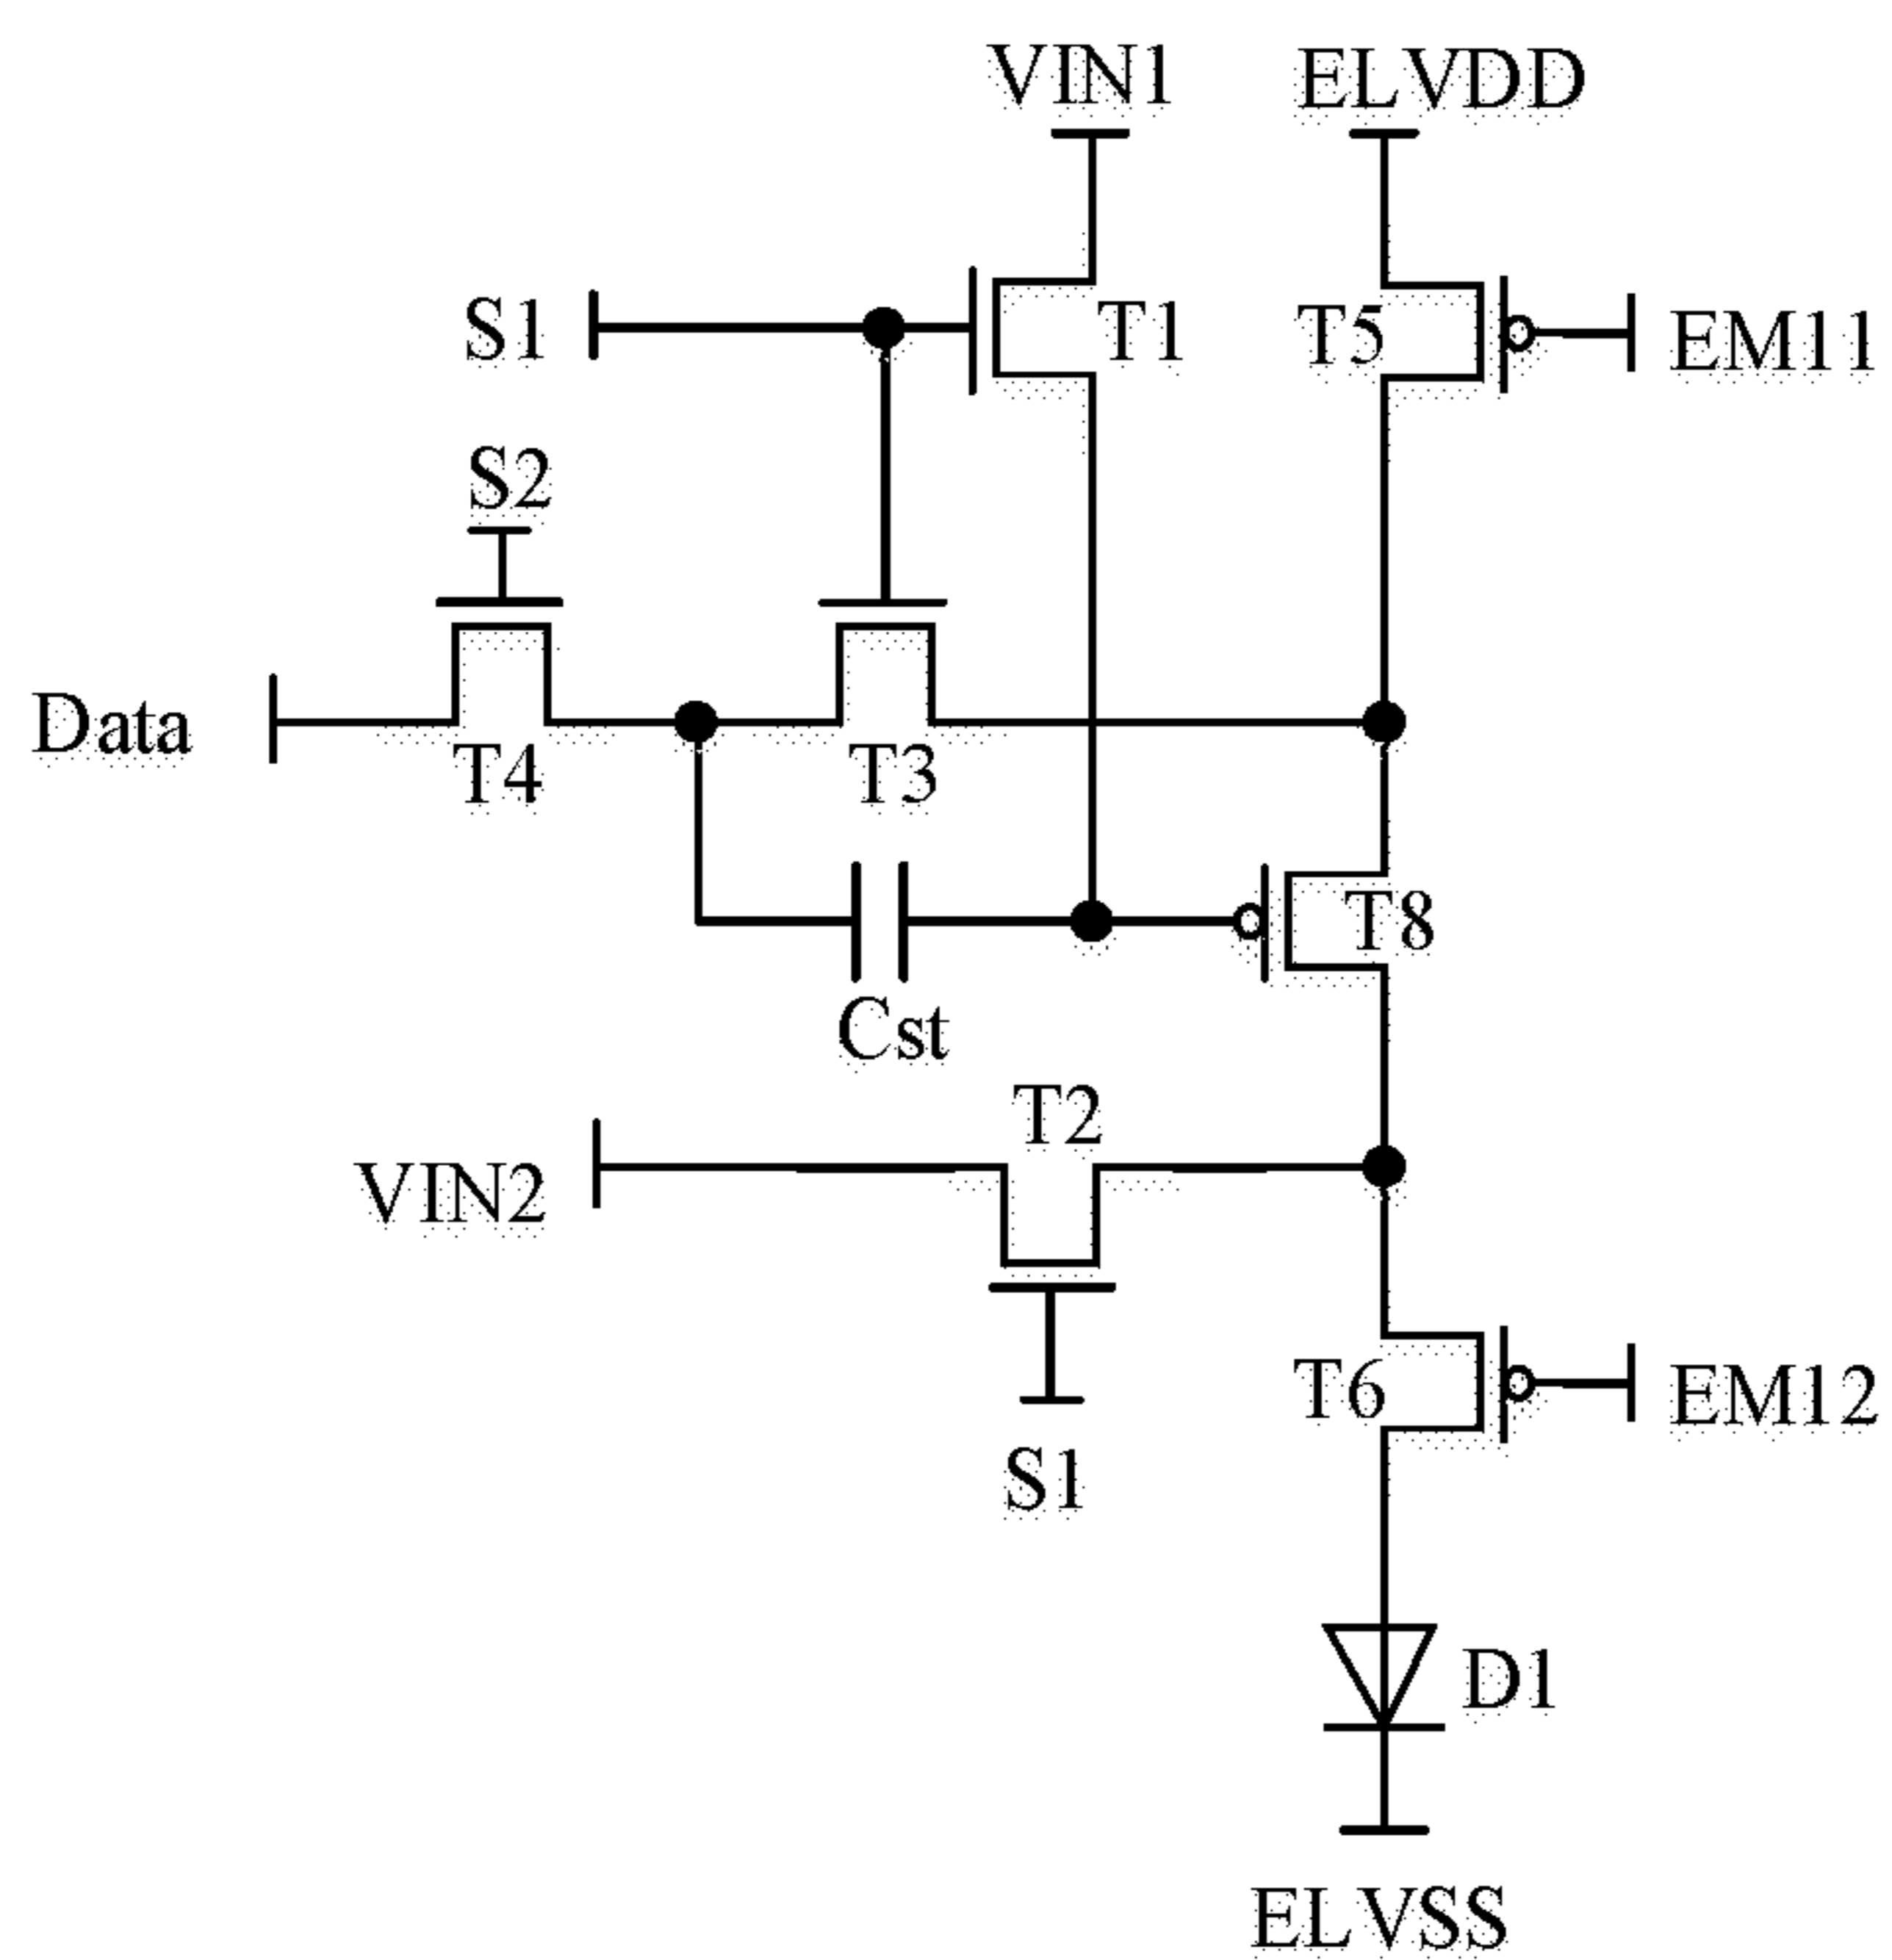 VIN1
ELVDD
S1
T1
T5
EM11
S2
Data
T4
T3
T8
Cst
T2
VIN2
T6
EM12
S1
D1
ELVSS